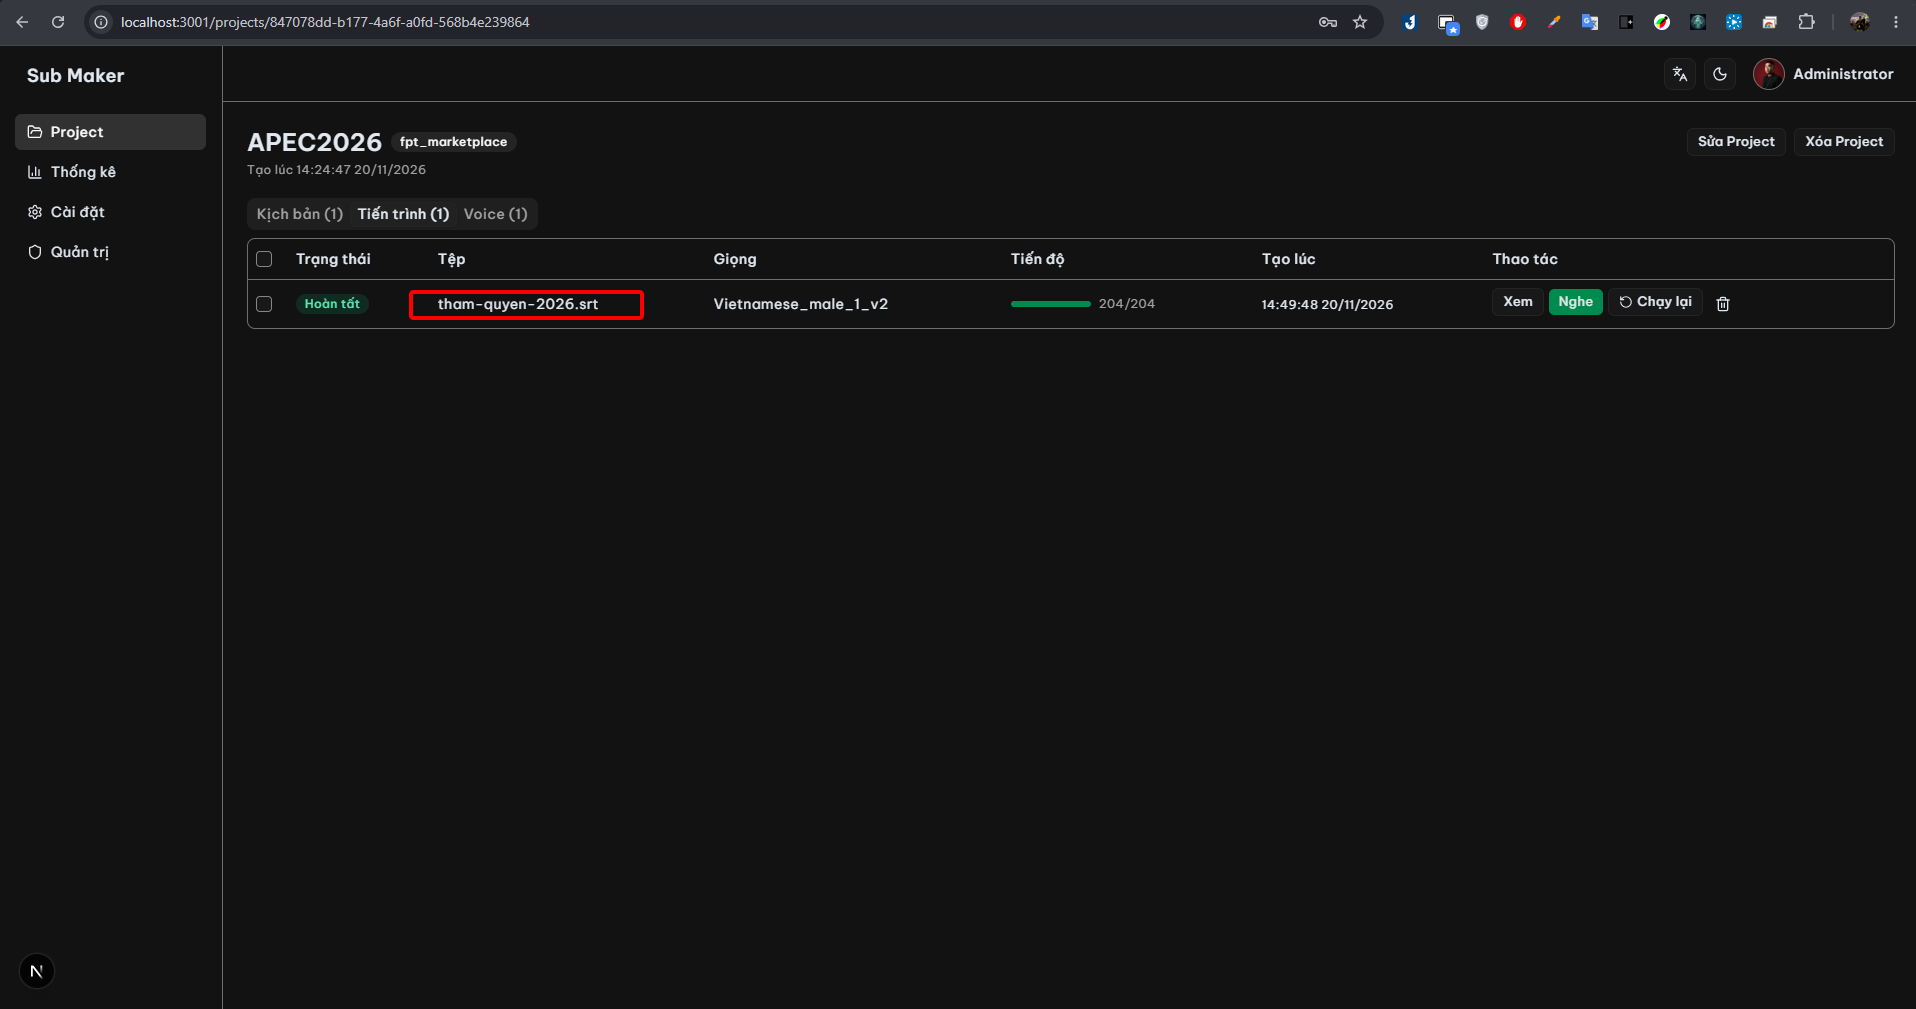 localhost:3001/projects/847078dd-b177-4a6f-a0fd-568b4e239864
Sub Maker
Administrator
Project
Thống kê
Cài đặt
Quản trị
APEC2026 fpt_marketplace
Sửa Project Xóa Project
Tạo lúc 14:24:47 20/11/2026
Kịch bản (1) Tiến trình (1) Voice (1)
Trạng thái Tệp Giọng Tiến độ Tạo lúc Thao tác
Hoàn tất tham-quyen-2026.srt Vietnamese_male_1_v2 204/204 14:49:48 20/11/2026 Xem Nghe Chạy lại
N